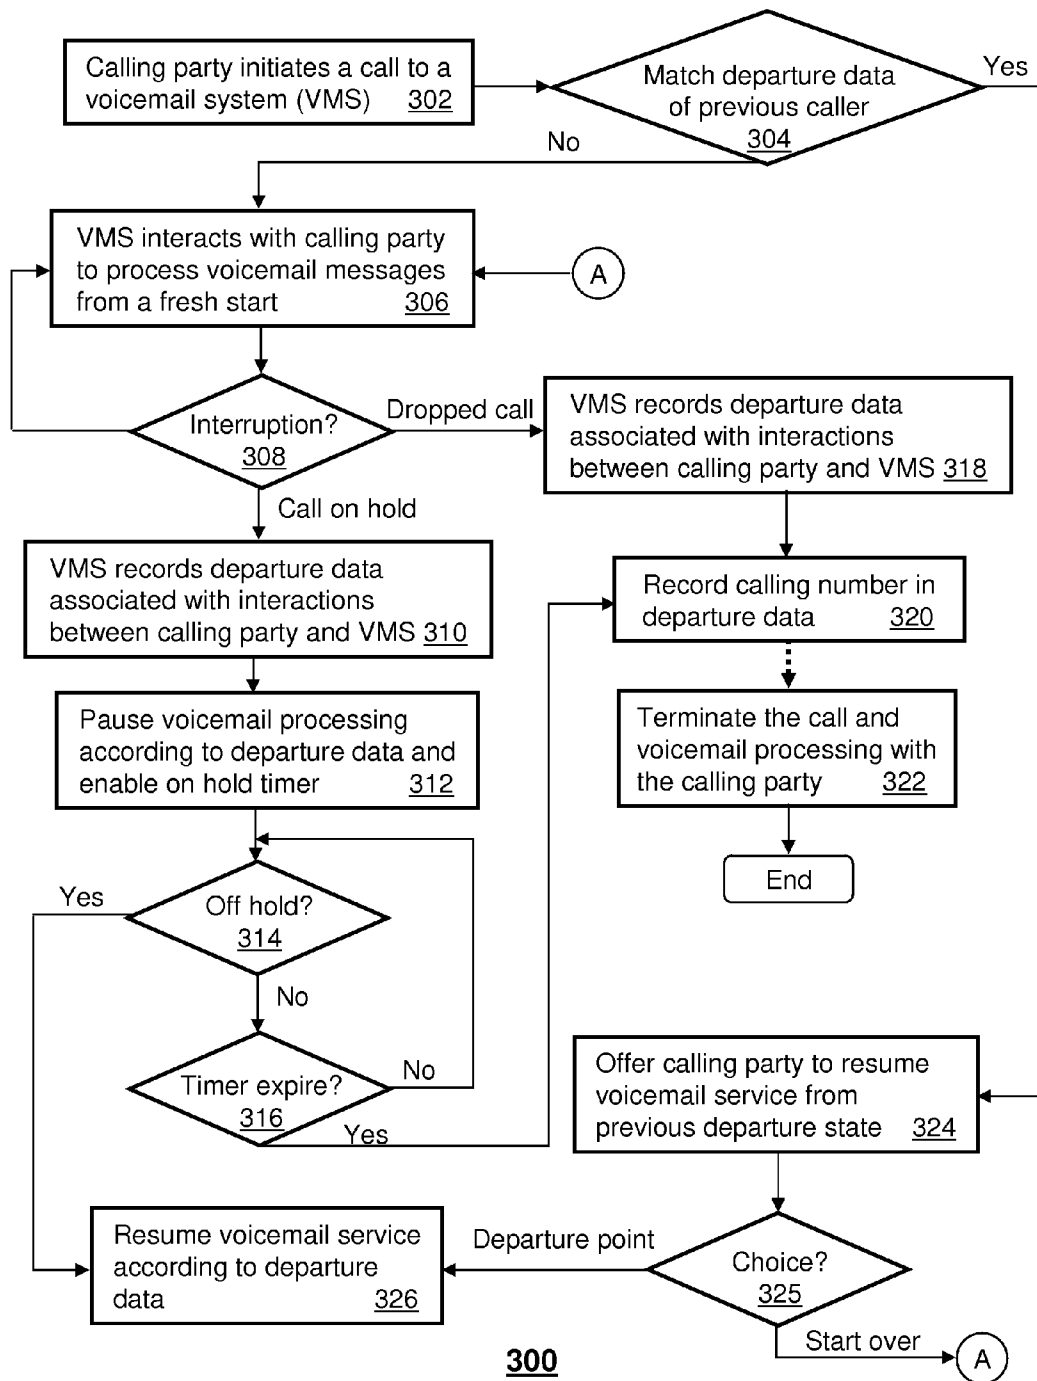 Calling party initiates a call to a
voicemail system (VMS) 302
Match departure data
of previous caller
304
Yes
No
VMS interacts with calling party
to process voicemail messages
from a fresh start 306
A
Interruption?
308
Dropped call
VMS records departure data
associated with interactions
between calling party and VMS 318
Call on hold
VMS records departure data
associated with interactions
between calling party and VMS 310
Record calling number in
departure data 320
Pause voicemail processing
according to departure data and
enable on hold timer 312
Terminate the call and
voicemail processing with
the calling party 322
End
Yes
Off hold?
314
No
Timer expire?
316
No
Yes
Offer calling party to resume
voicemail service from
previous departure state 324
Resume voicemail service
according to departure
data 326
Departure point
Choice?
325
Start over
A
300